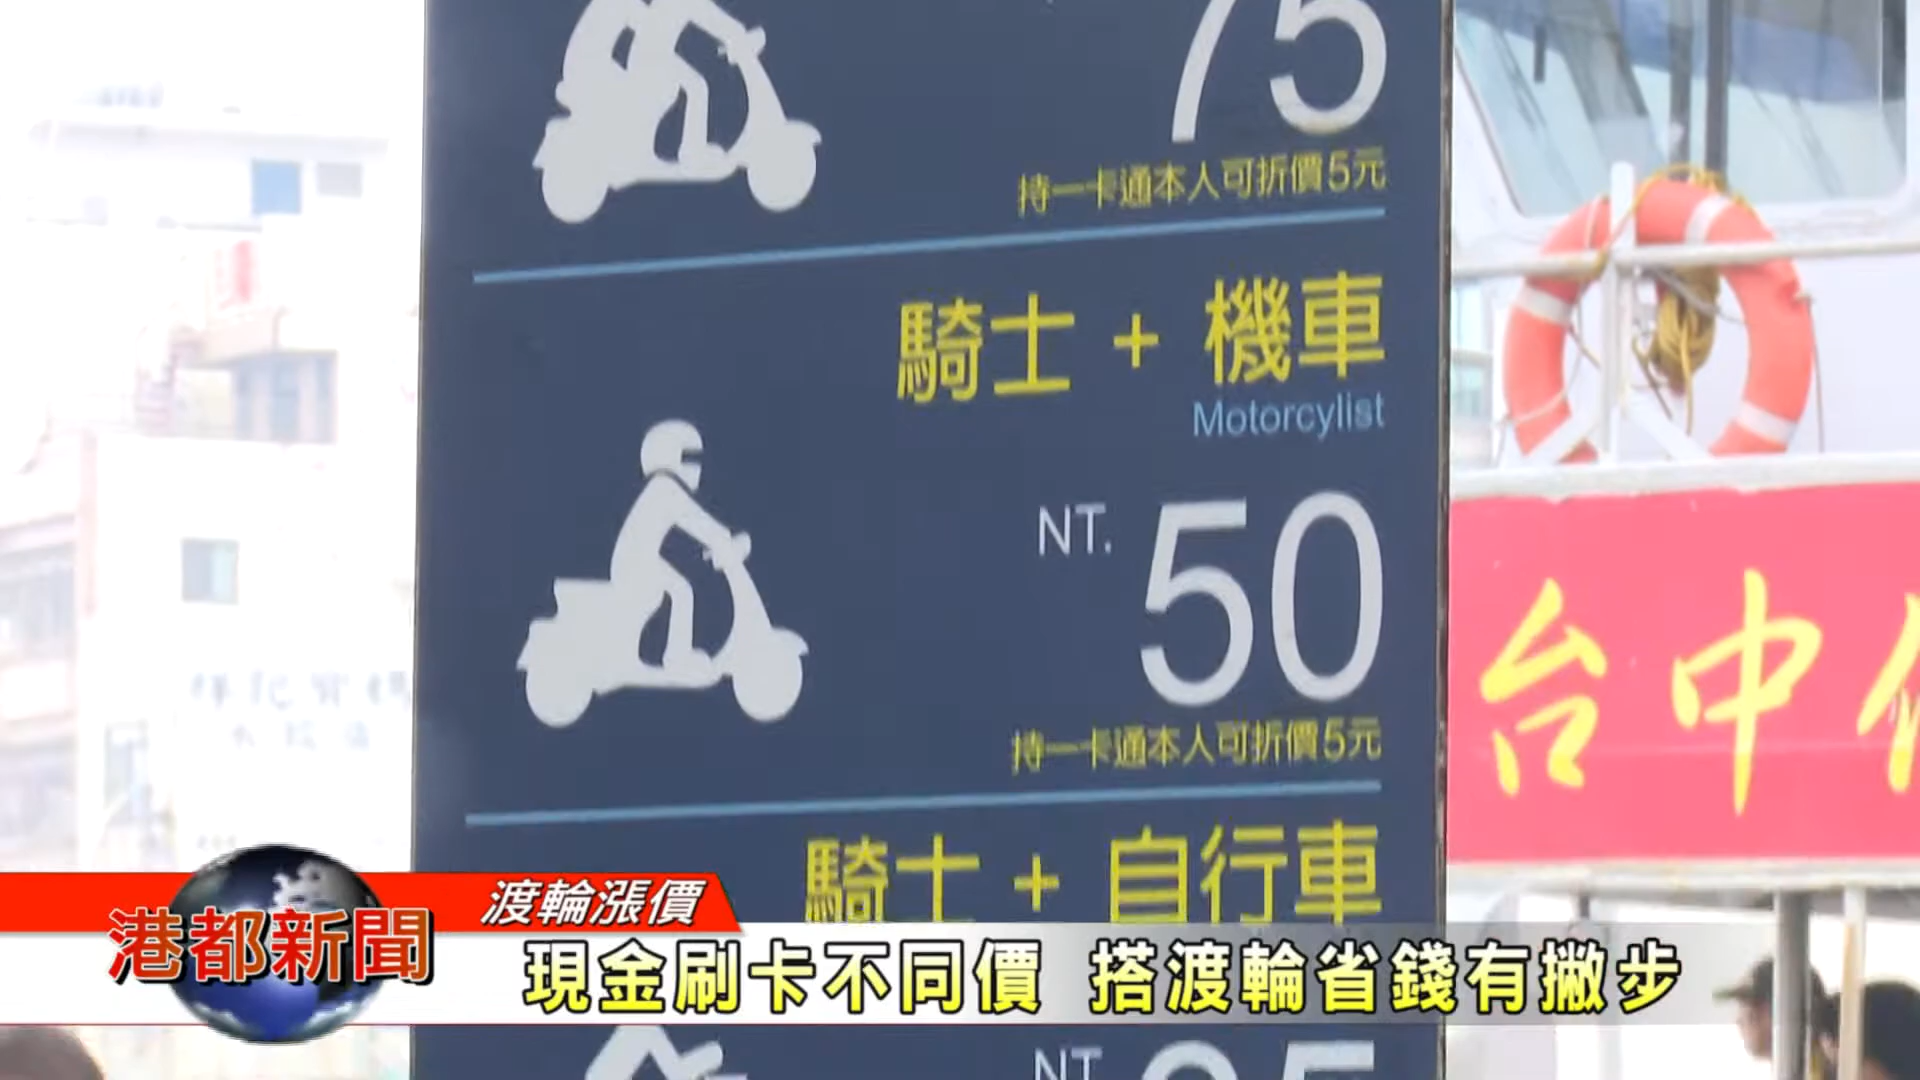 75
持一卡通本人可折價5元
騎士 + 機車
Motorcylist
NT. 50
持一卡通本人可折價5元
騎士 + 自行車
NT
台中
渡輪漲價
港都新聞
現金刷卡不同價 搭渡輪省錢有撇步